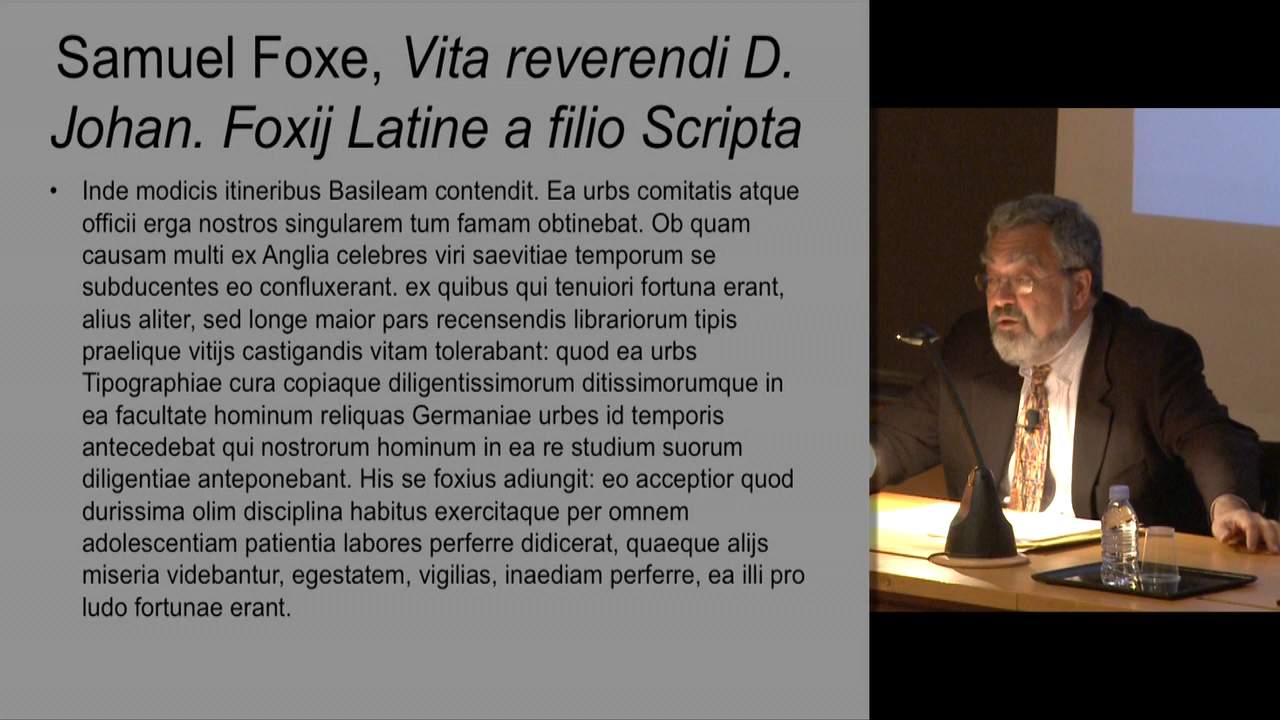 Samuel Foxe, Vita reverendi D.
Johan. Foxij Latine a filio Scripta
• Inde modicis itineribus Basileam contendit. Ea urbs comitatis atque
officii erga nostros singularem tum famam obtinebat. Ob quam
causam multi ex Anglia celebres viri saevitiae temporum se
subducentes eo confluxerant. ex quibus qui tenuiori fortuna erant,
alius aliter, sed longe maior pars recensendis librariorum tipis
praelique vitijs castigandis vitam tolerabant: quod ea urbs
Tipographiae cura copiaque diligentissimorum ditissimorumque in
ea facultate hominum reliquas Germaniae urbes id temporis
antecedebat qui nostrorum hominum in ea re studium suorum
diligentiae anteponebant. His se foxius adiungit: eo acceptior quod
durissima olim disciplina habitus exercitaque per omnem
adolescentiam patientia labores perferre didicerat, quaeque alijs
miseria videbantur, egestatem, vigilias, inaediam perferre, ea illi pro
ludo fortunae erant.